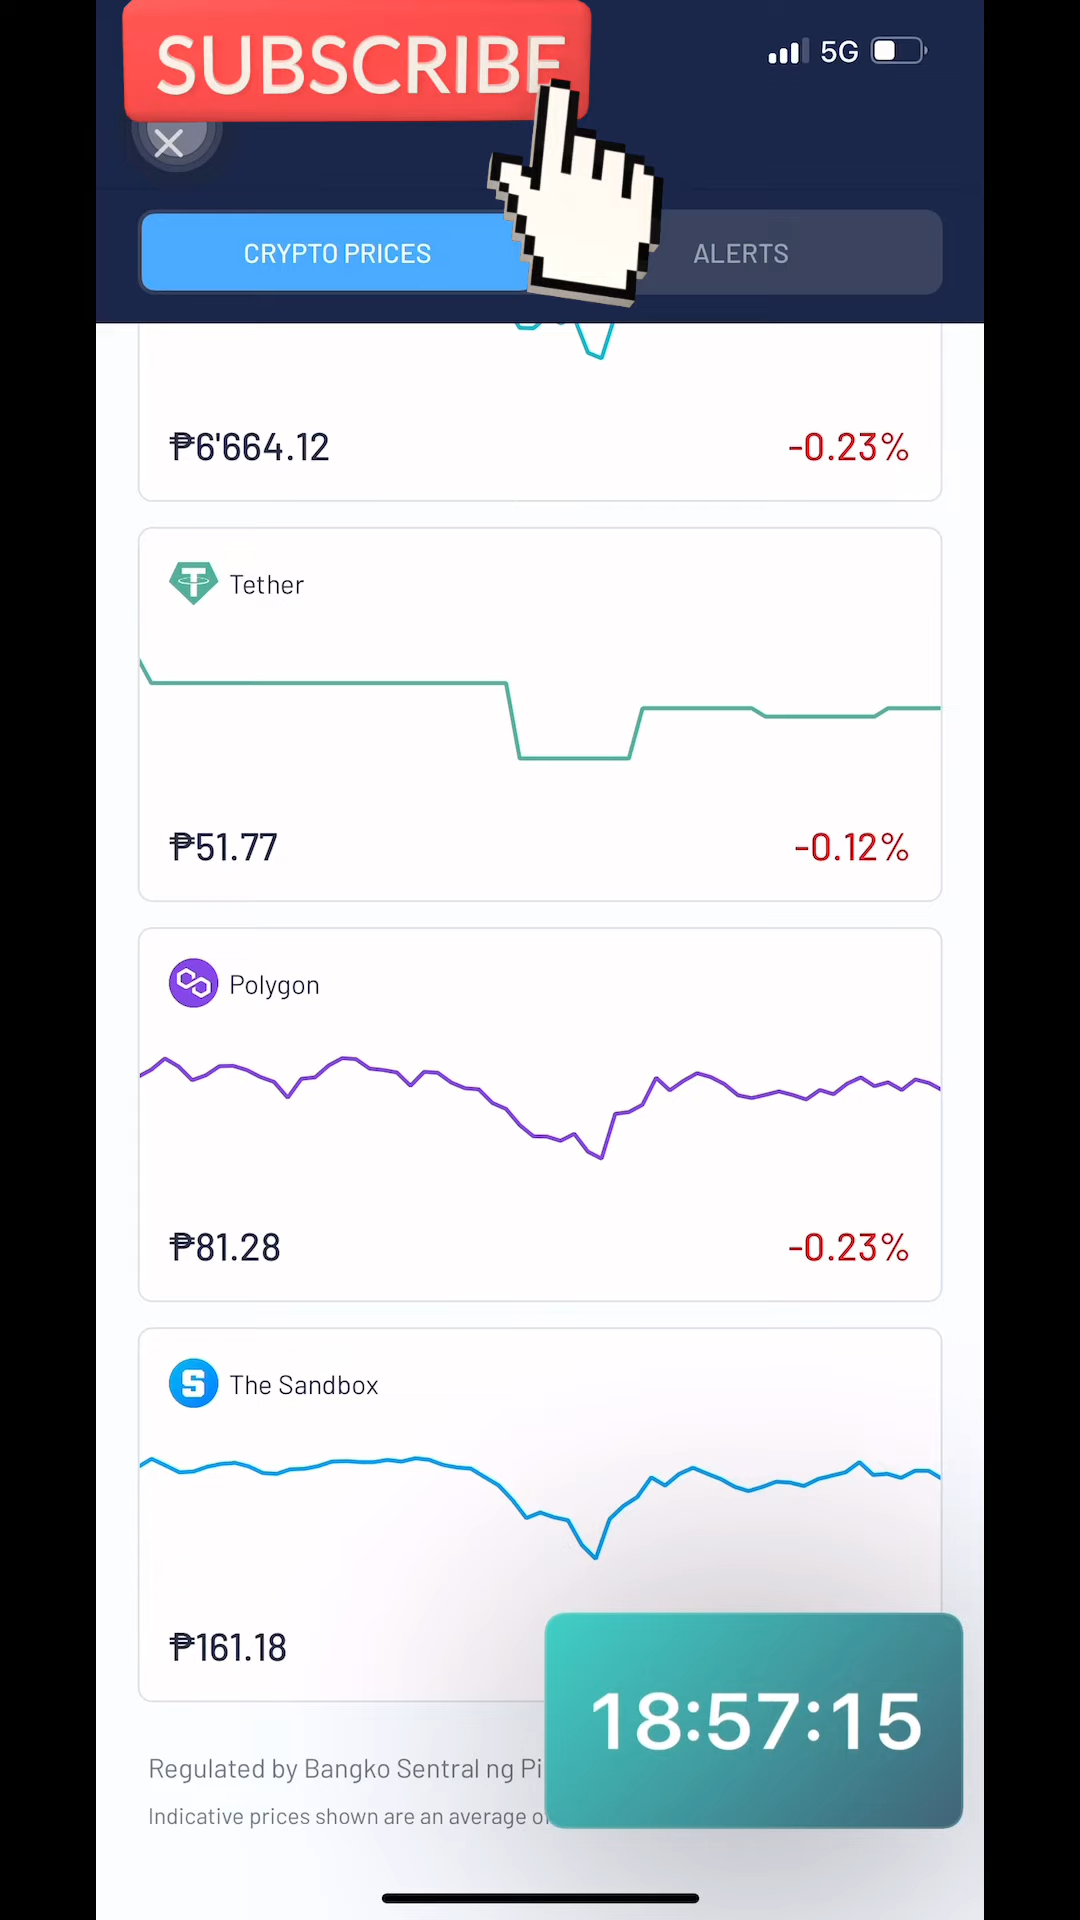 SUBSCRIBE
5G
CRYPTO PRICES
ALERTS
₱6'664.12
-0.23%
Tether
₱51.77
-0.12%
Polygon
₱81.28
-0.23%
The Sandbox
₱161.18
18:57:15
Regulated by Bangko Sentral ng
Indicative prices shown are an average